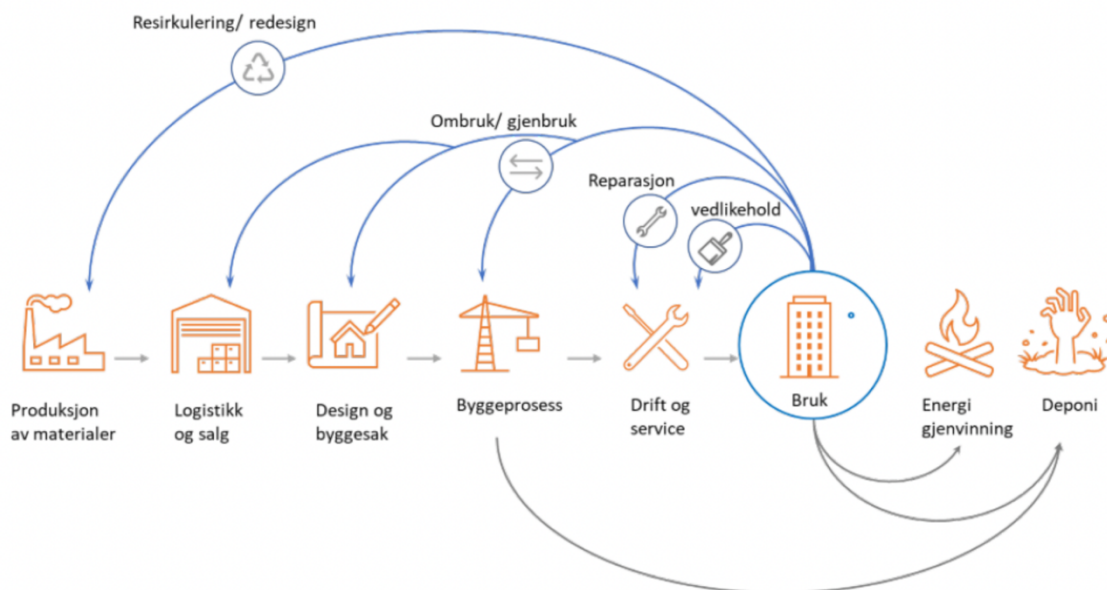 Resirkulering/ redesign
Ombruk/ gjenbruk
Reparasjon
vedlikehold
Produksjon
av materialer
Logistikk
og salg
Design og
byggesak
Byggeprosess
Drift og
service
Bruk
Energi
gjenvinning
Deponi